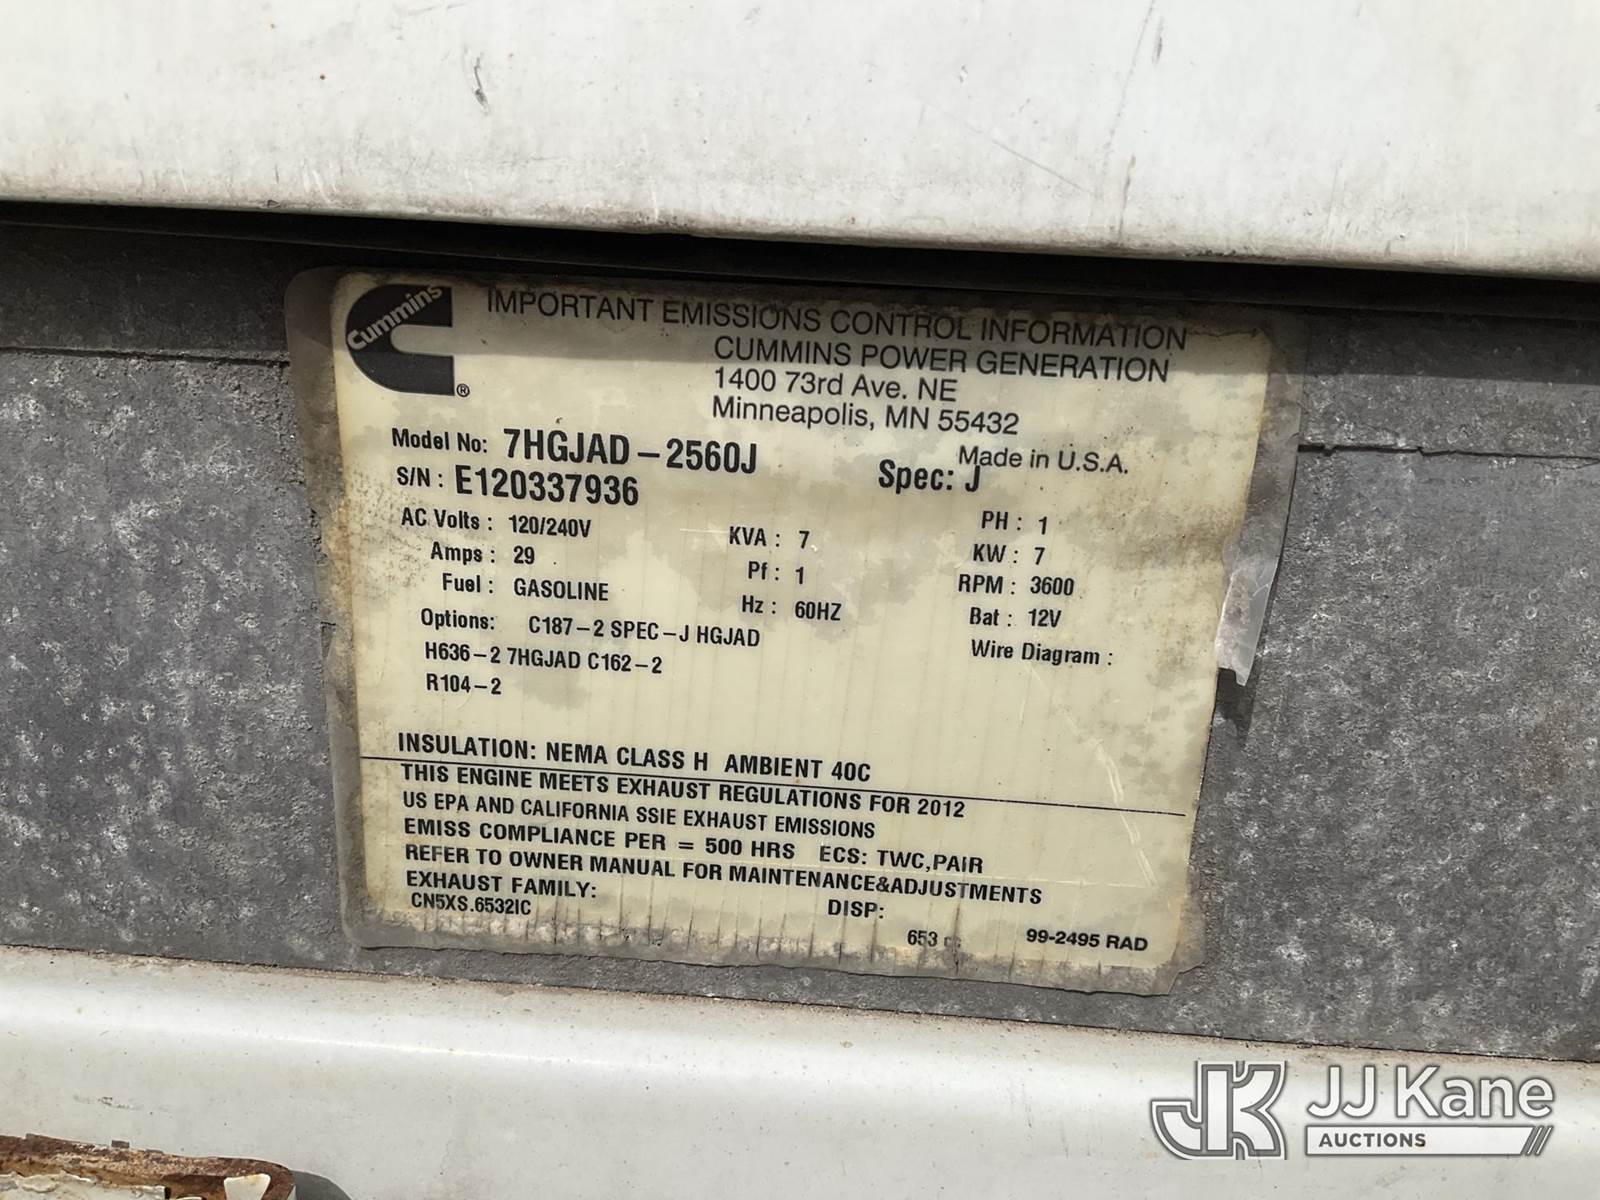 Cummins ®
IMPORTANT EMISSIONS CONTROL INFORMATION
CUMMINS POWER GENERATION
1400 73rd Ave. NE
Minneapolis, MN 55432
Made in U.S.A.
Model No: 7HGJAD-2560J Spec: J
S/N: E120337936
AC Volts: 120/240V KVA: 7 PH: 1
Amps: 29 Pf: 1 KW: 7
Fuel: GASOLINE Hz: 60HZ RPM: 3600
Bat: 12V
Options: C187-2 SPEC-J HGJAD Wire Diagram:
H636-2 7HGJAD C162-2
R104-2
INSULATION: NEMA CLASS H AMBIENT 40C
THIS ENGINE MEETS EXHAUST REGULATIONS FOR 2012
US EPA AND CALIFORNIA SSIE EXHAUST EMISSIONS
EMISS COMPLIANCE PER = 500 HRS ECS: TWC,PAIR
REFER TO OWNER MANUAL FOR MAINTENANCE&ADJUSTMENTS
EXHAUST FAMILY: DISP:
CN5XS.6532IC 653 cc 99-2495 RAD
JK JJ Kane
AUCTIONS